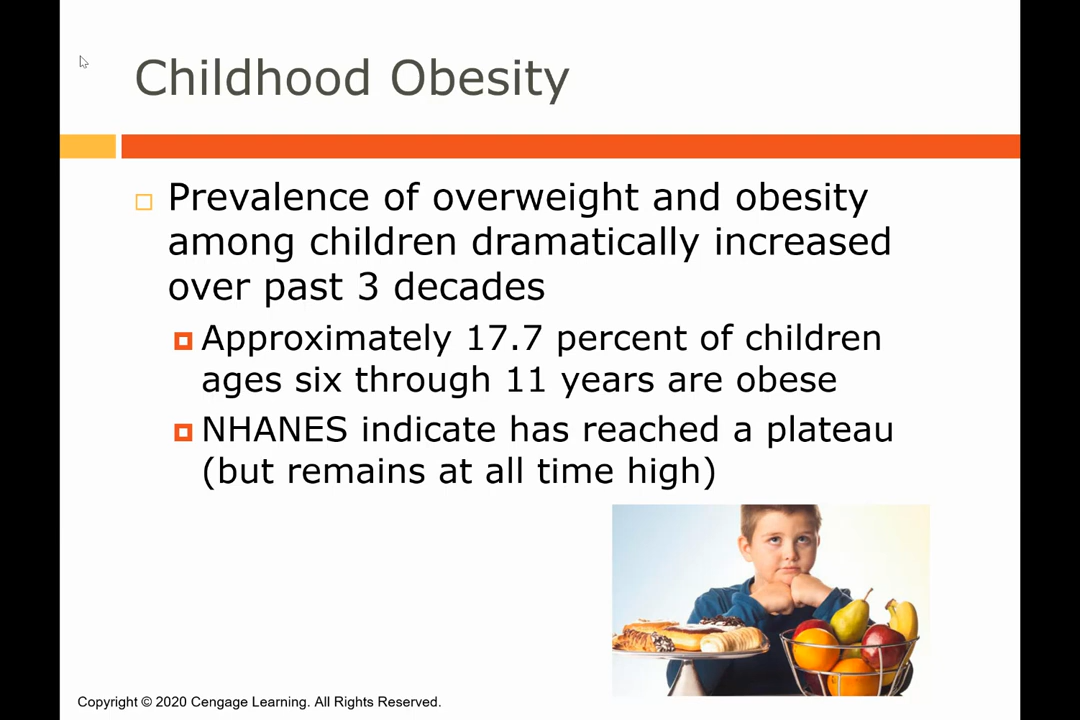 Childhood Obesity
Prevalence of overweight and obesity
among children dramatically increased
over past 3 decades
Approximately 17.7 percent of children
ages six through 11 years are obese
NHANES indicate has reached a plateau
(but remains at all time high)
Copyright © 2020 Cengage Learning. All Rights Reserved.